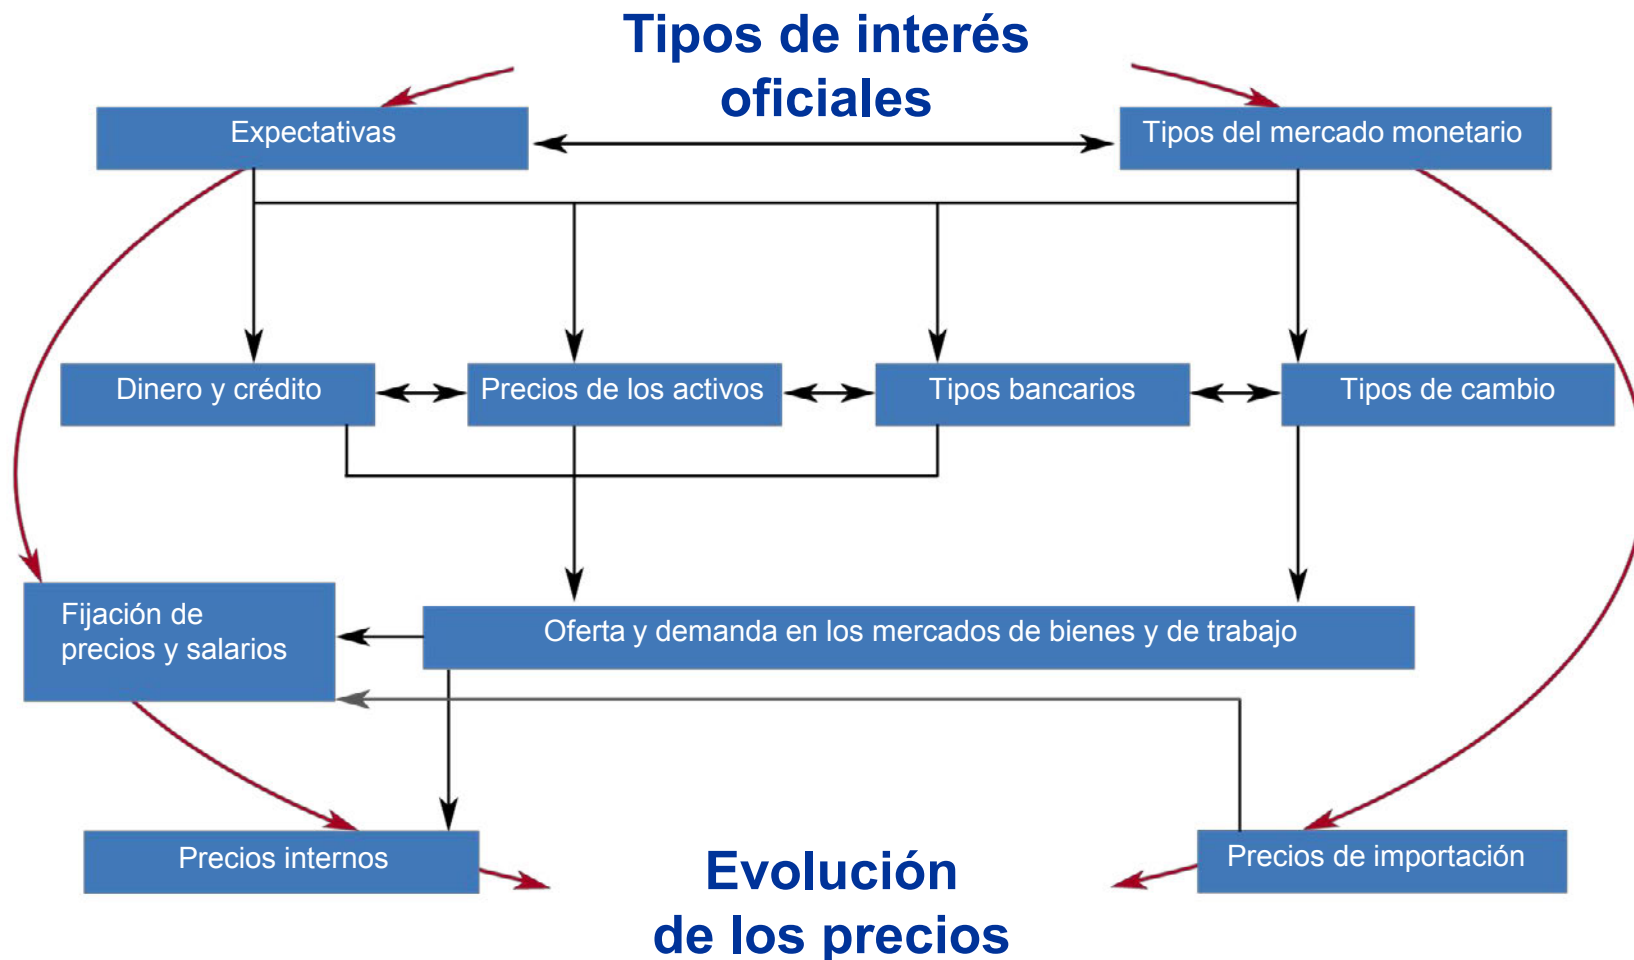 Tipos de interés
oficiales
Expectativas
Tipos del mercado monetario
Dinero y crédito
Precios de los activos
Tipos bancarios
Tipos de cambio
Fijación de
precios y salarios
Oferta y demanda en los mercados de bienes y de trabajo
Precios internos
Precios de importación
Evolución
de los precios